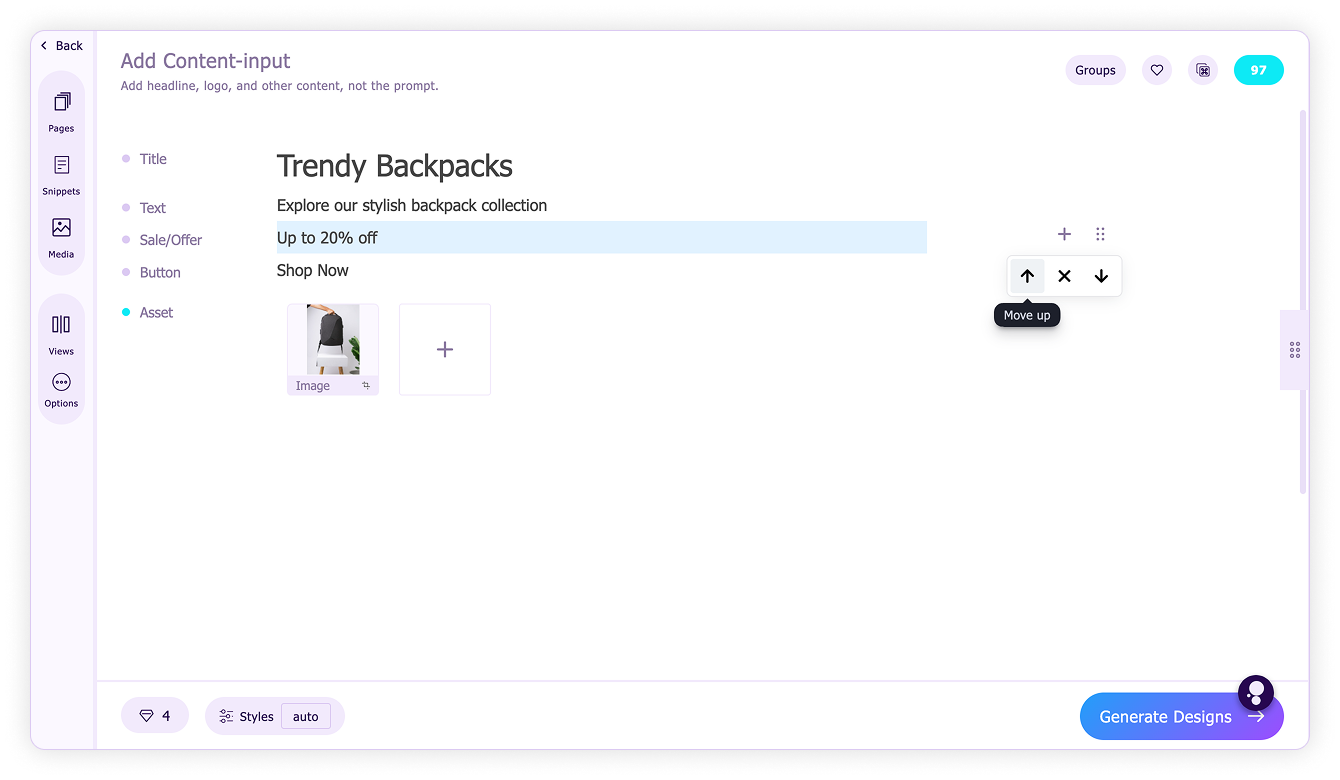 Back
Pages
Snippets
Media
Views
Options
Add Content-input
Add headline, logo, and other content, not the prompt.
Groups
97
Title
Trendy Backpacks
Text
Explore our stylish backpack collection
Sale/Offer
Up to 20% off
Button
Shop Now
Move up
Asset
Image
4
Styles
auto
Generate Designs